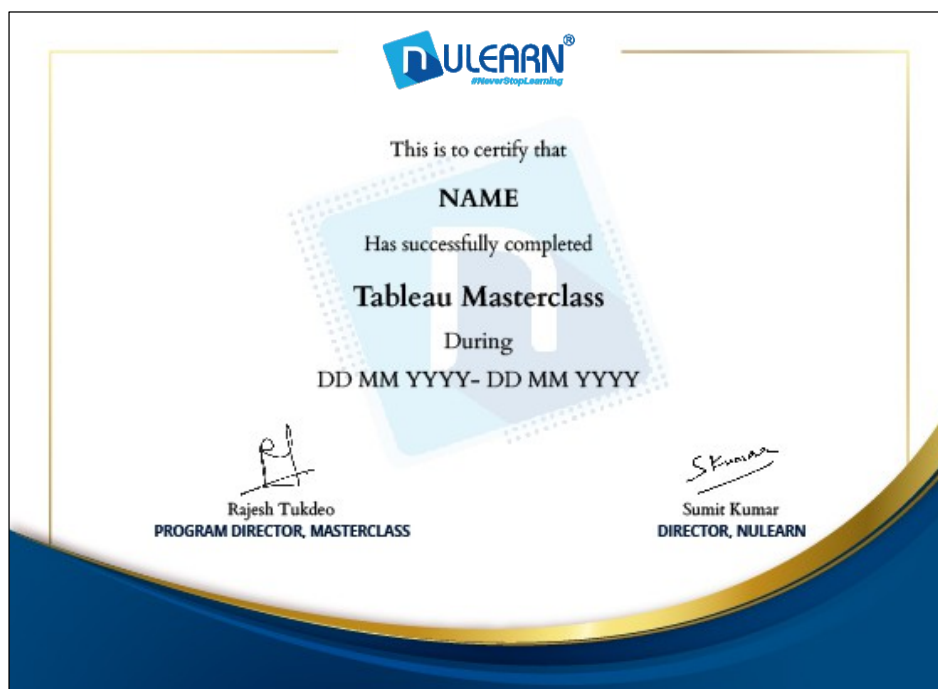 nULEARN®
#NeverStopLearning
This is to certify that
NAME
Has successfully completed
Tableau Masterclass
During
DD MM YYYY- DD MM YYYY
SKumar
Rajesh Tukdeo
PROGRAM DIRECTOR, MASTERCLASS
Sumit Kumar
DIRECTOR, NULEARN